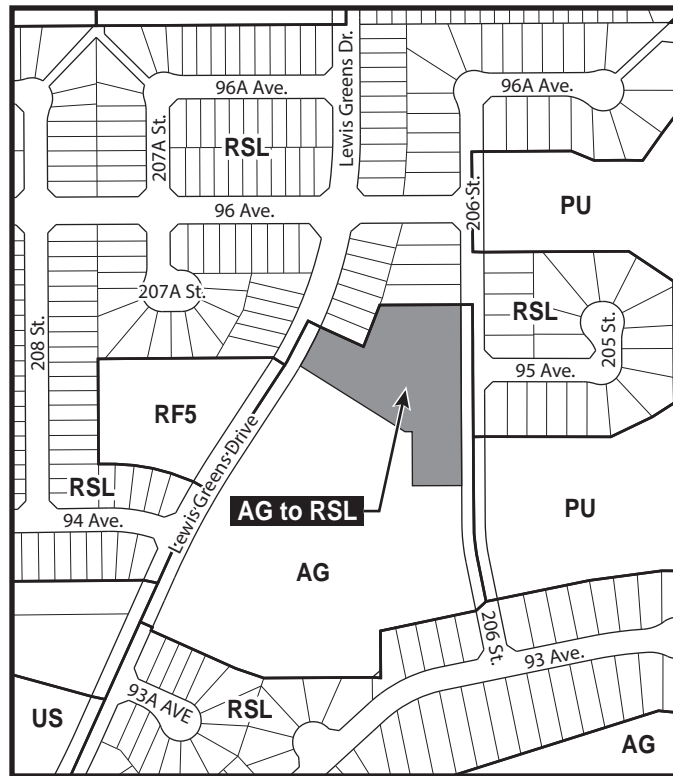 Lewis Greens Dr.
96A Ave.
96A Ave.
207A St.
RSL
206 St.
PU
96 Ave.
207A St.
RSL
205 St.
208 St.
95 Ave.
RF5
Lewis Greens Drive
RSL
AG to RSL
94 Ave.
PU
AG
206 St.
93 Ave.
93A AVE
RSL
US
AG